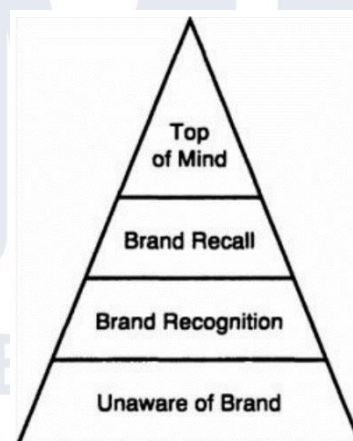 Top
of Mind
Brand Recall
Brand Recognition
Unaware of Brand